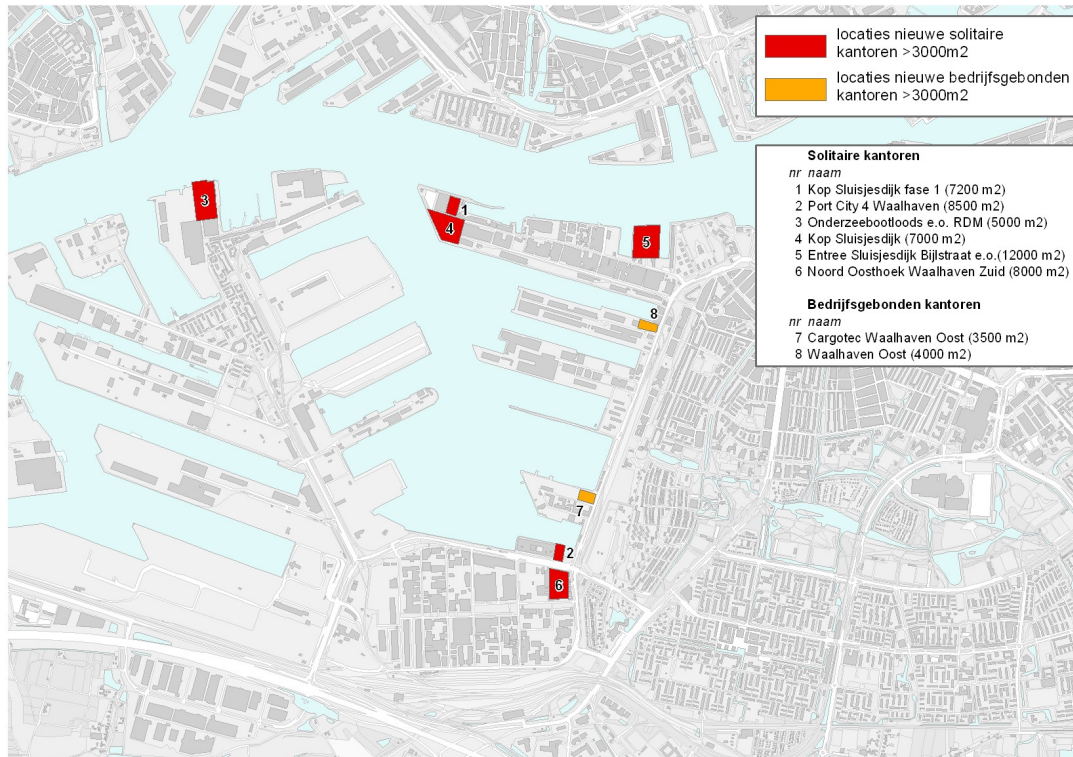 locaties nieuwe solitaire
kantoren >3000m2
locaties nieuwe bedrijfsgebonden
kantoren >3000m2
Solitaire kantoren
nr naam
1 Kop Sluisjesdijk fase 1 (7200 m2)
2 Port City 4 Waalhaven (8500 m2)
3 Onderzeebootloods e.o. RDM (5000 m2)
4 Kop Sluisjesdijk (7000 m2)
5 Entree Sluisjesdijk Bijlstraat e.o.(12000 m2)
6 Noord Oosthoek Waalhaven Zuid (8000 m2)
Bedrijfsgebonden kantoren
nr naam
7 Cargotec Waalhaven Oost (3500 m2)
8 Waalhaven Oost (4000 m2)
3
1
4
5
8
7
2
6